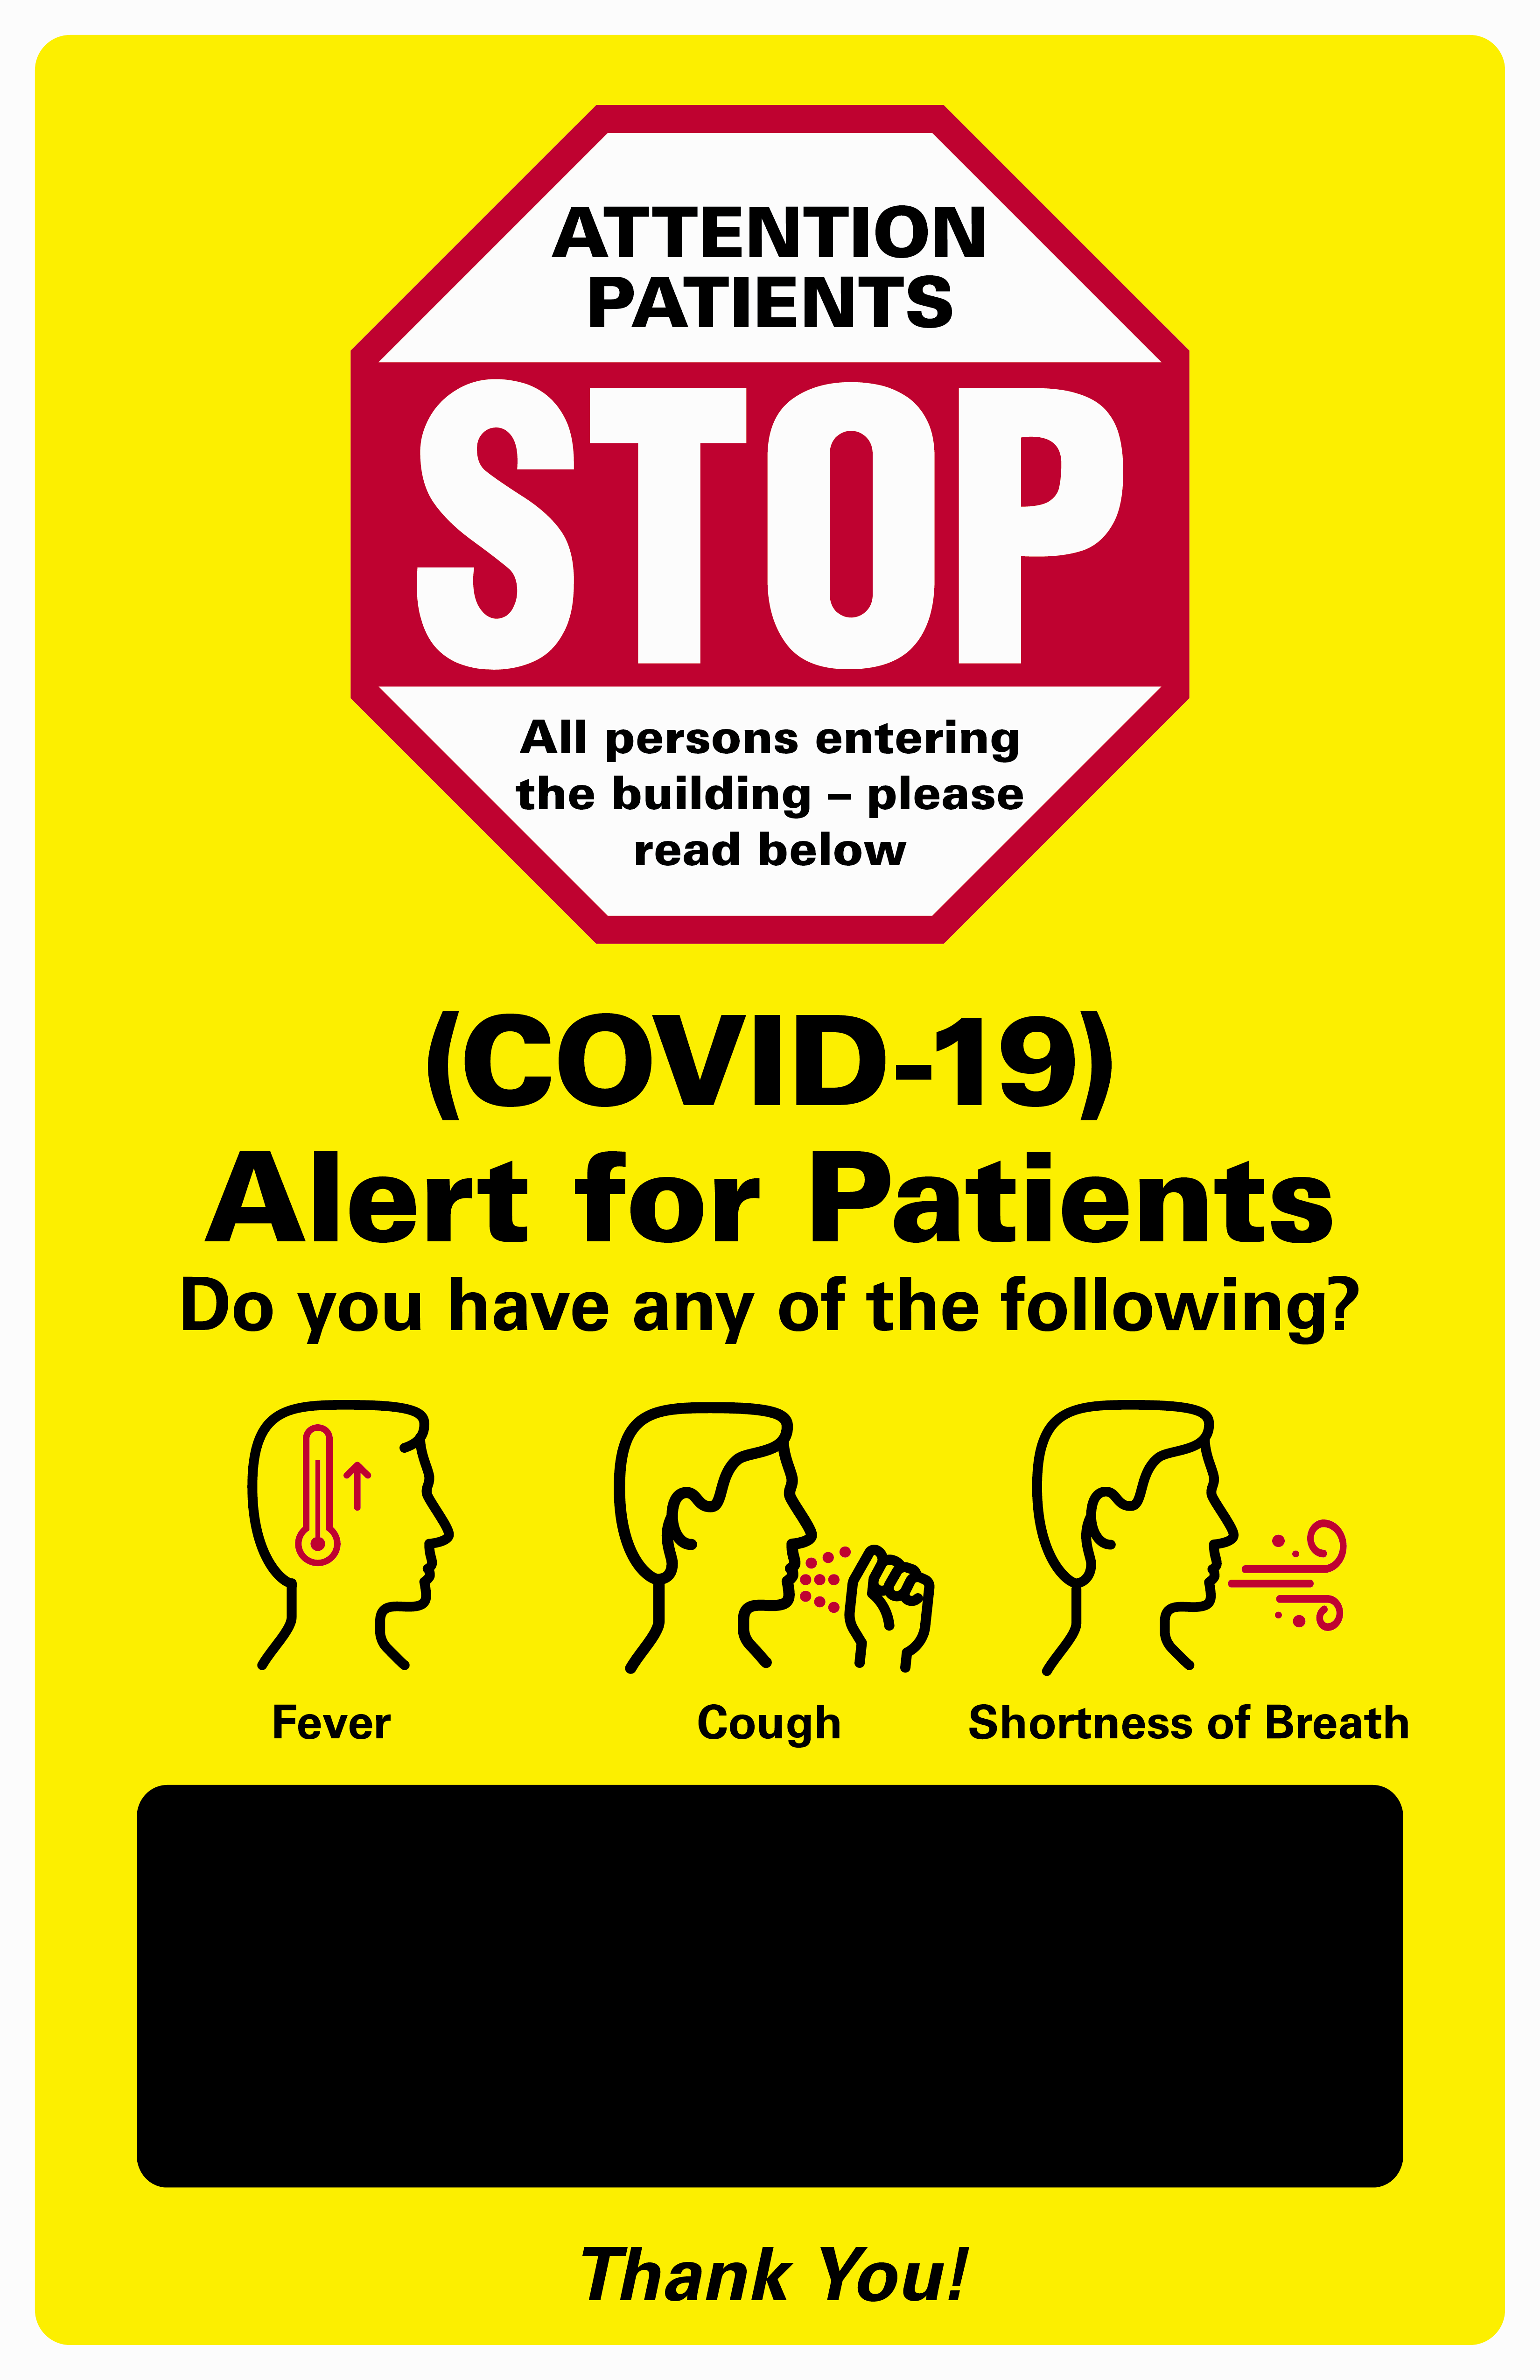 ATTENTION
PATIENTS
STOP
All persons entering
the building – please
read below
(COVID-19)
Alert for Patients
Do you have any of the following?
Fever
Cough
Shortness of Breath
Thank You!